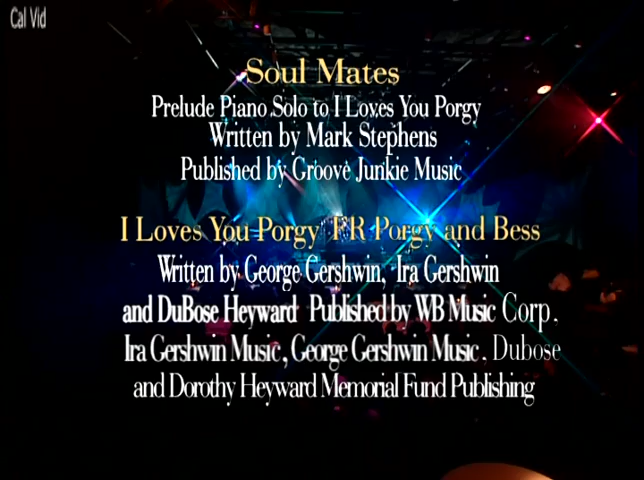 Cal Vid
Soul Mates
Prelude Piano Solo to I Loves You Porgy
Written by Mark Stephens
Published by Groove Junkie Music
I Loves You Porgy FR Porgy and Bess
Written by George Gershwin, Ira Gershwin
and DuBose Heyward Published by WB Music Corp.
Ira Gershwin Music, George Gershwin Music. Dubose
and Dorothy Heyward Memorial Fund Publishing